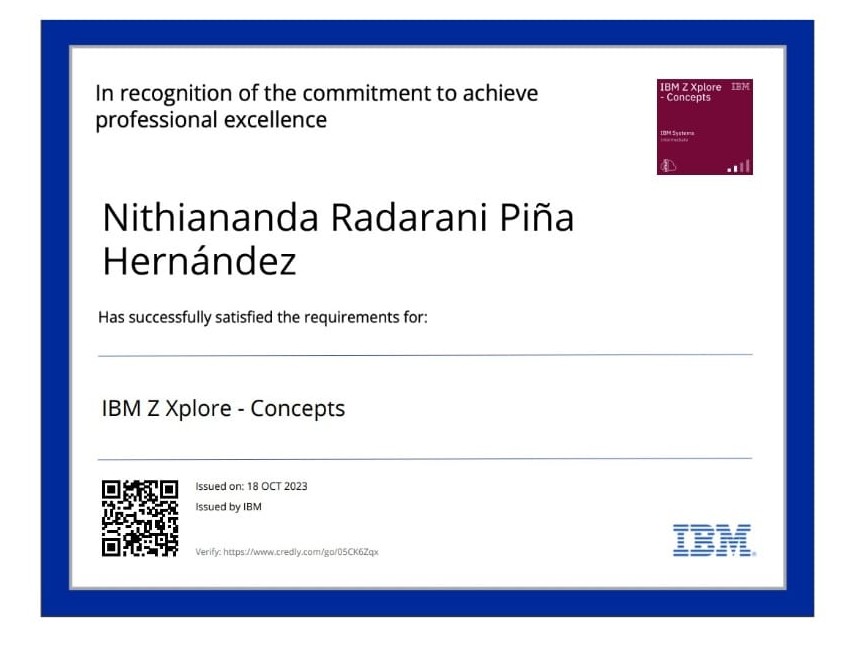 In recognition of the commitment to achieve
professional excellence
IBM Z Xplore
- Concepts
IBM
IBM Systems
Intermediate
Nithiananda Radarani Piña
Hernández
Has successfully satisfied the requirements for:
IBM Z Xplore - Concepts
Issued on: 18 OCT 2023
Issued by IBM
Verify: https://www.credly.com/go/05CK6Zqx
IBM.